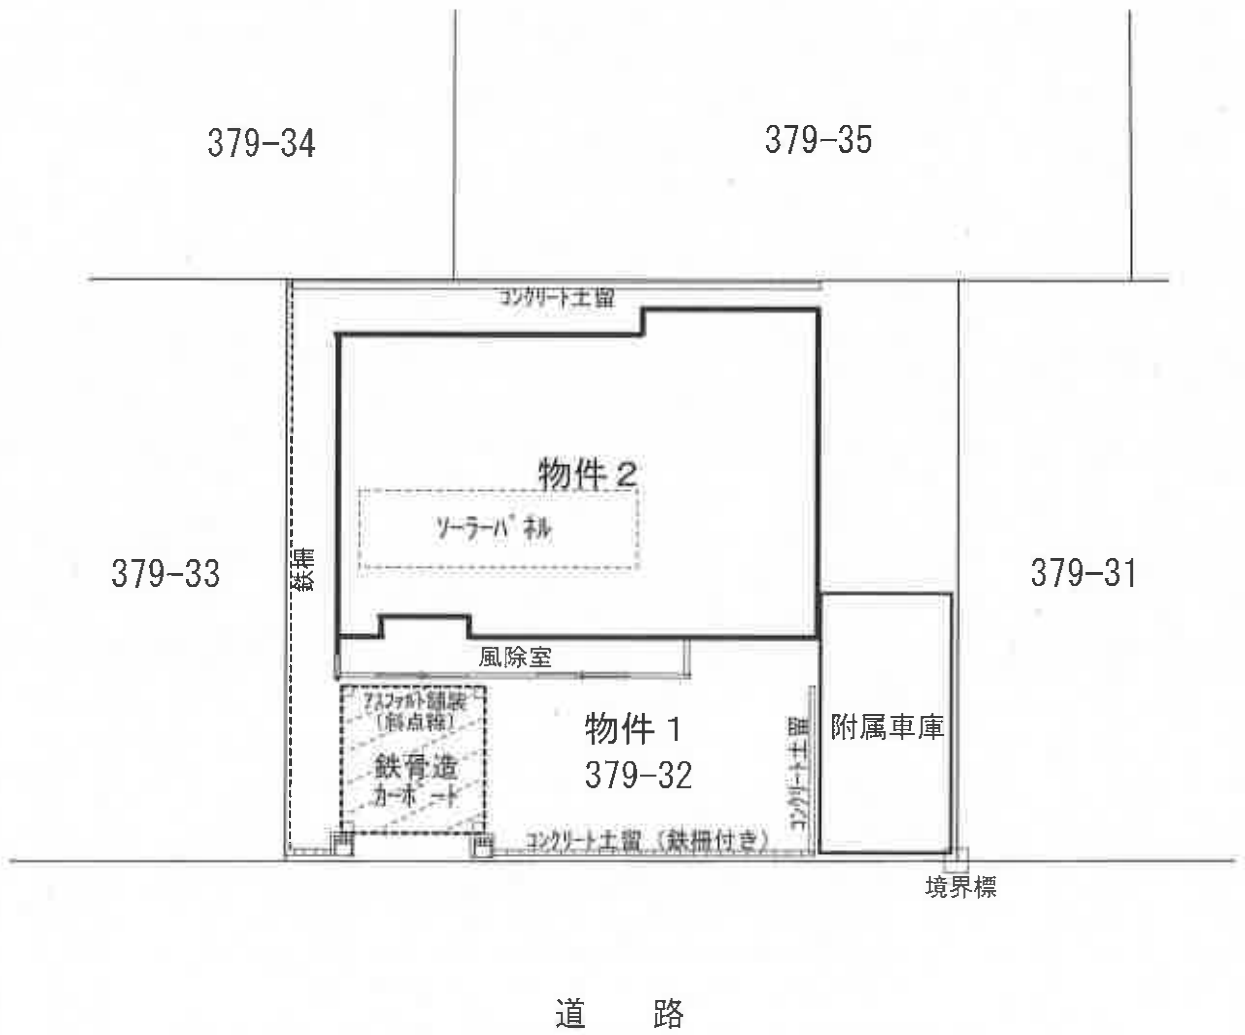 379-34
379-35
コンクリート土留
物件２
ソーラーパネル
379-33
鉄柵
379-31
風除室
アスファルト舗装
(斜点線)
鉄骨造
カーポート
物件１
379-32
コンクリート土留
附属車庫
門
門
コンクリート土留（鉄柵付き）
境界標
道　路